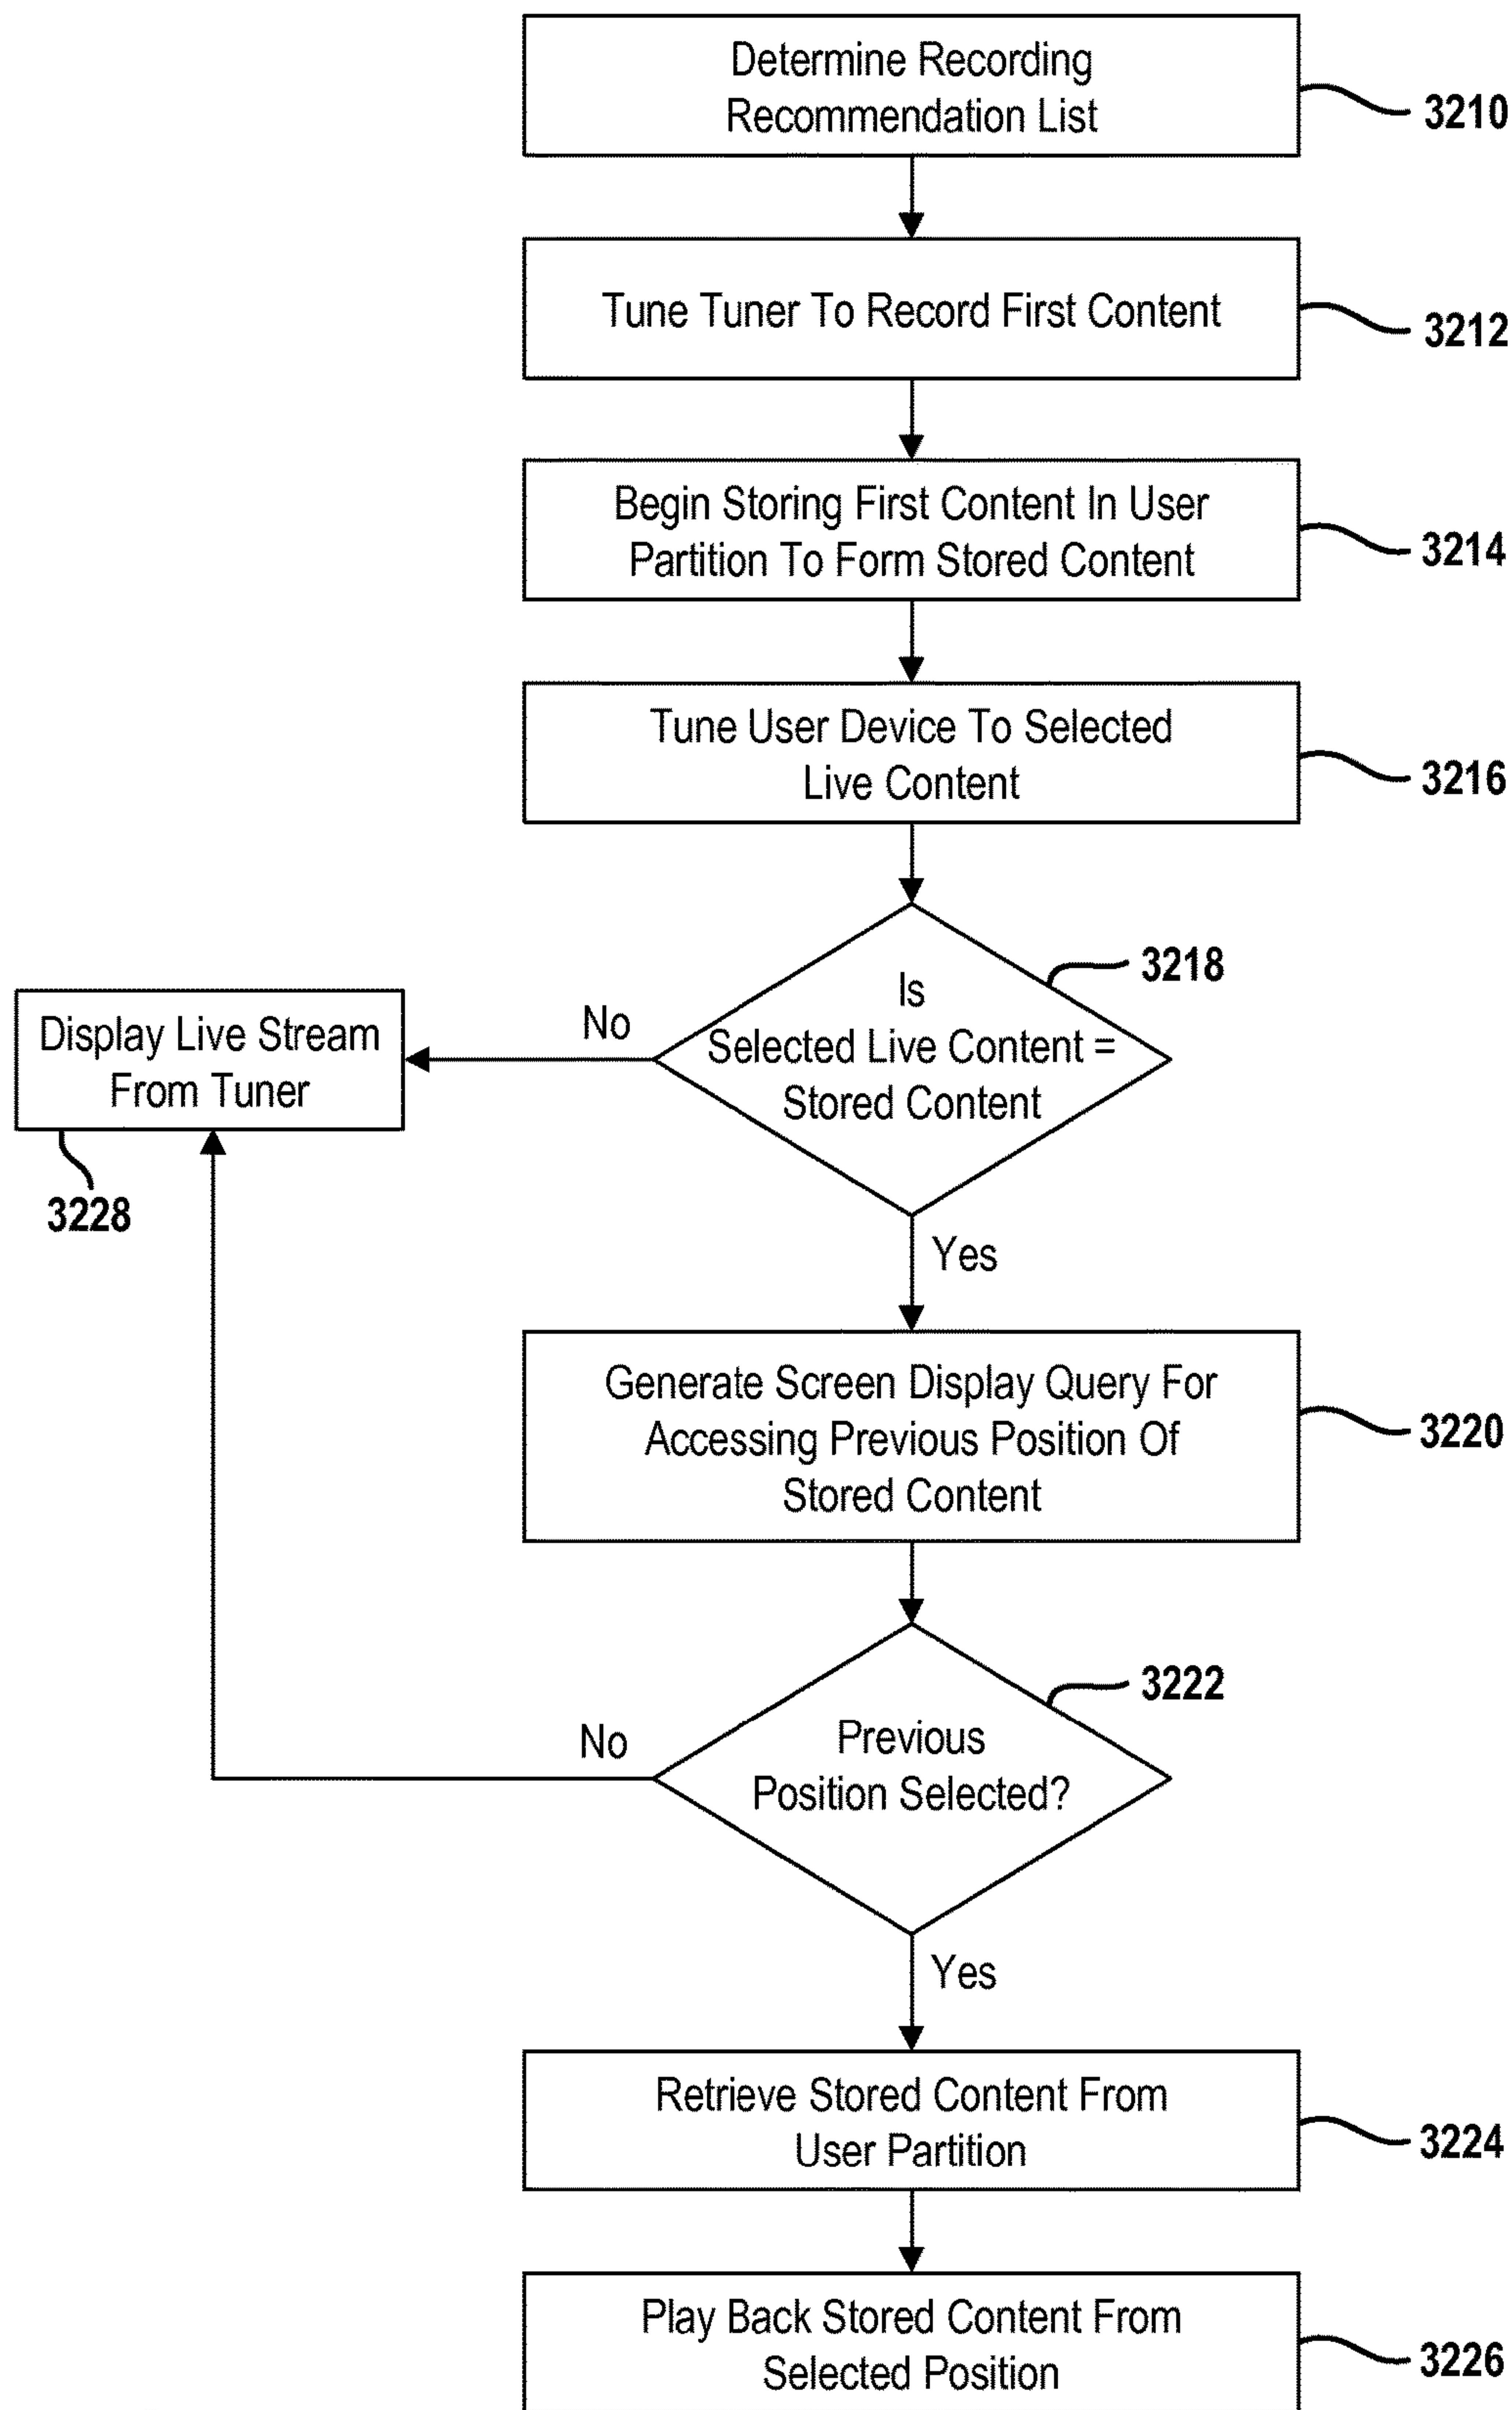 Determine Recording
Recommendation List
3210
Tune Tuner To Record First Content
3212
Begin Storing First Content In User
Partition To Form Stored Content
3214
Tune User Device To Selected
Live Content
3216
Is
Selected Live Content =
Stored Content
3218
No
Display Live Stream
From Tuner
3228
Yes
Generate Screen Display Query For
Accessing Previous Position Of
Stored Content
3220
Previous
Position Selected?
3222
No
Yes
Retrieve Stored Content From
User Partition
3224
Play Back Stored Content From
Selected Position
3226